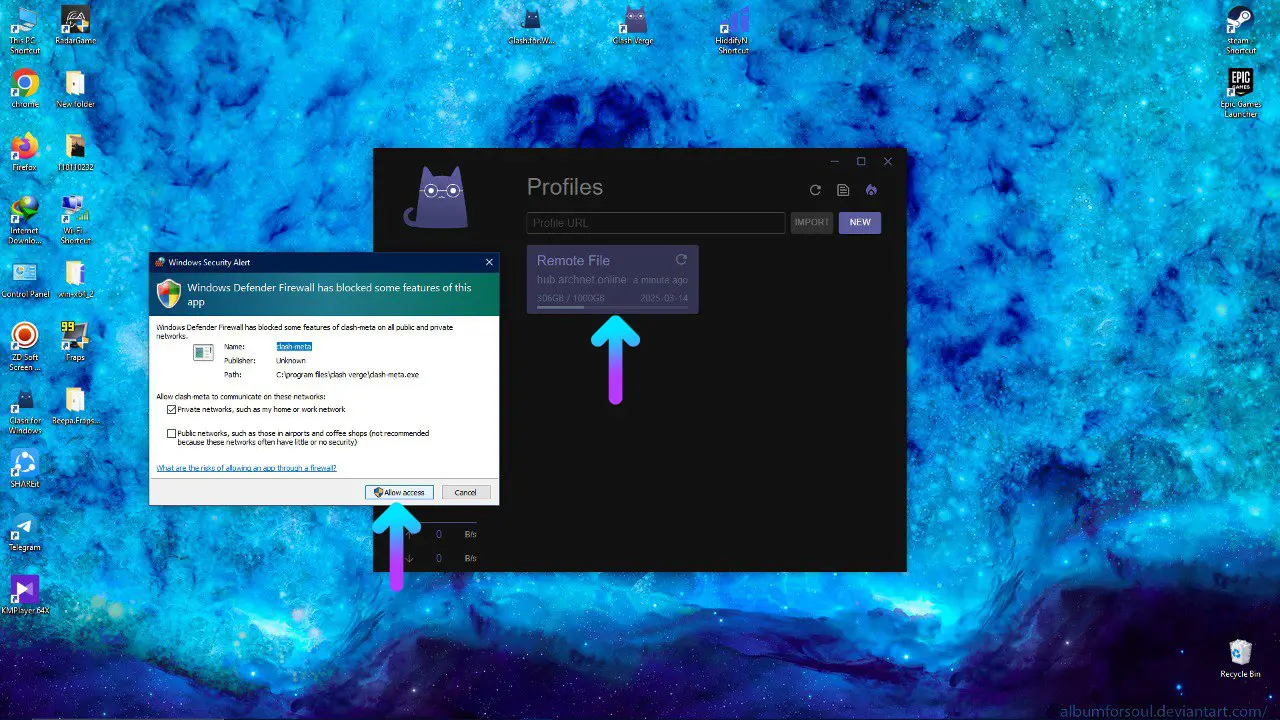 This PC
Shortcut
RadarGame
Clash.for.W...
Clash.Verge
HiddifyN
Shortcut
steam
Shortcut
chrome
New folder
EPIC
GAMES
Epic Games
Launcher
Firefox
110110232
Internet
Downlo...
Wi-Fi
Shortcut
Control Panel
win-x64_2
ZD Soft
Screen ...
99
Fraps
Clash for
Windows
Beepa.Fraps...
SHAREit
Telegram
KMPlayer 64X
Profiles
Profile URL
IMPORT
NEW
Remote File
hub.archnet.online
a minute ago
306GB / 1000GB
2025-03-14
Windows Security Alert
Windows Defender Firewall has blocked some features of this
app
Windows Defender Firewall has blocked some features of clash-meta on all public and private
networks.
Name: clash-meta
Publisher: Unknown
Path: C:\program files\clash verge\clash-meta.exe
Allow clash-meta to communicate on these networks:
Private networks, such as my home or work network
Public networks, such as those in airports and coffee shops (not recommended
because these networks often have little or no security)
What are the risks of allowing an app through a firewall?
Allow access
Cancel
0 B/s
0 B/s
Recycle Bin
albumforsoul.deviantart.com/